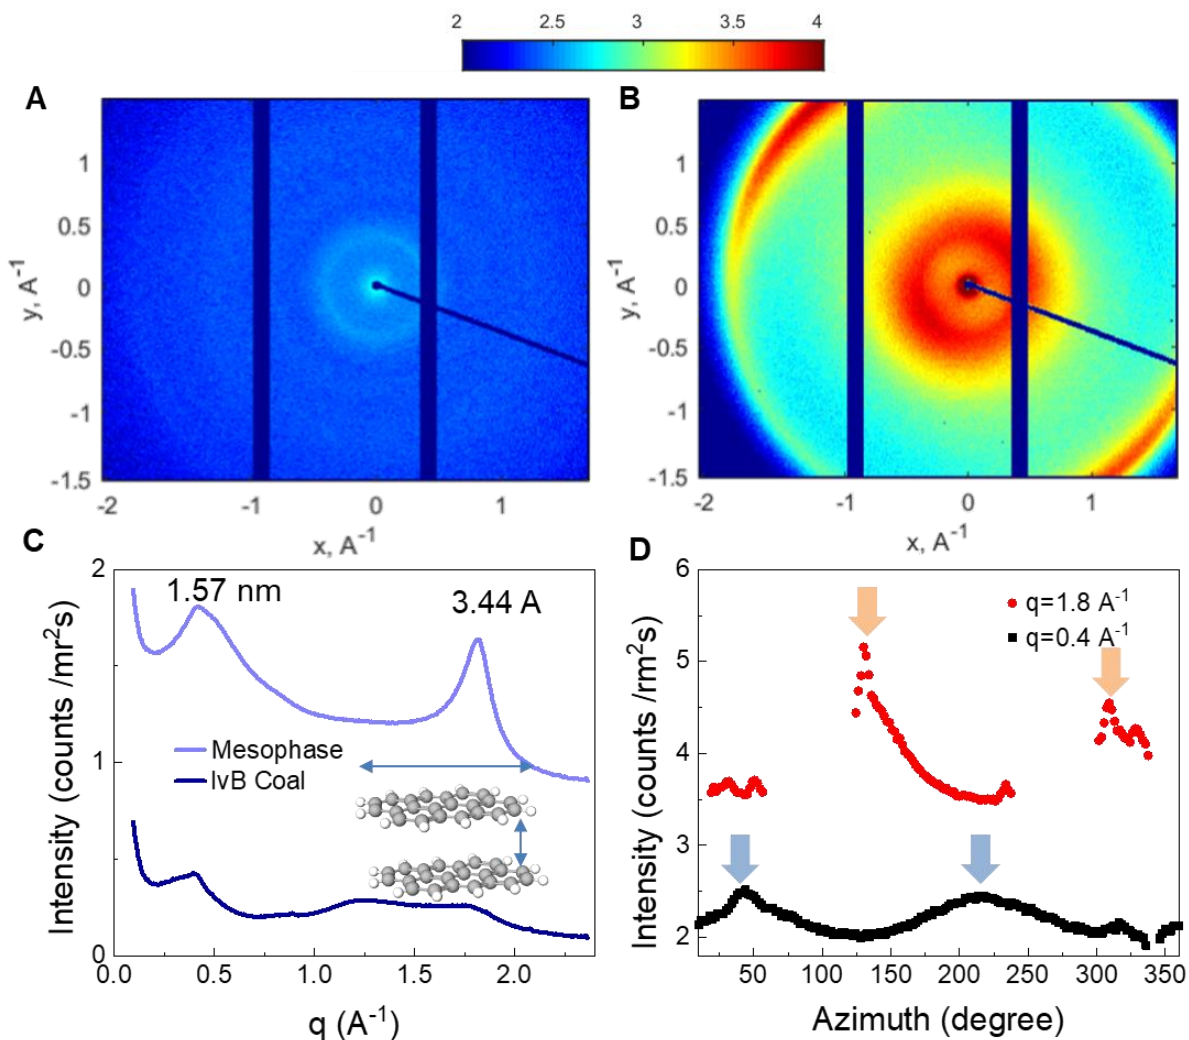 2 2.5 3 3.5 4
A B
1 1
0.5 0.5
y, A⁻¹ y, A⁻¹
0 0
-0.5 -0.5
-1 -1
-1.5 -1.5
-2 -1 0 1 -2 -1 0 1
x, A⁻¹ x, A⁻¹
C
2
1.57 nm
3.44 A
Intensity (counts /mr²s)
1
Mesophase
lvB Coal
0
0.0 0.5 1.0 1.5 2.0
q (A⁻¹)
D
6
q=1.8 A⁻¹
q=0.4 A⁻¹
5
Intensity (counts /rm²s)
4
3
2
50 100 150 200 250 300 350
Azimuth (degree)